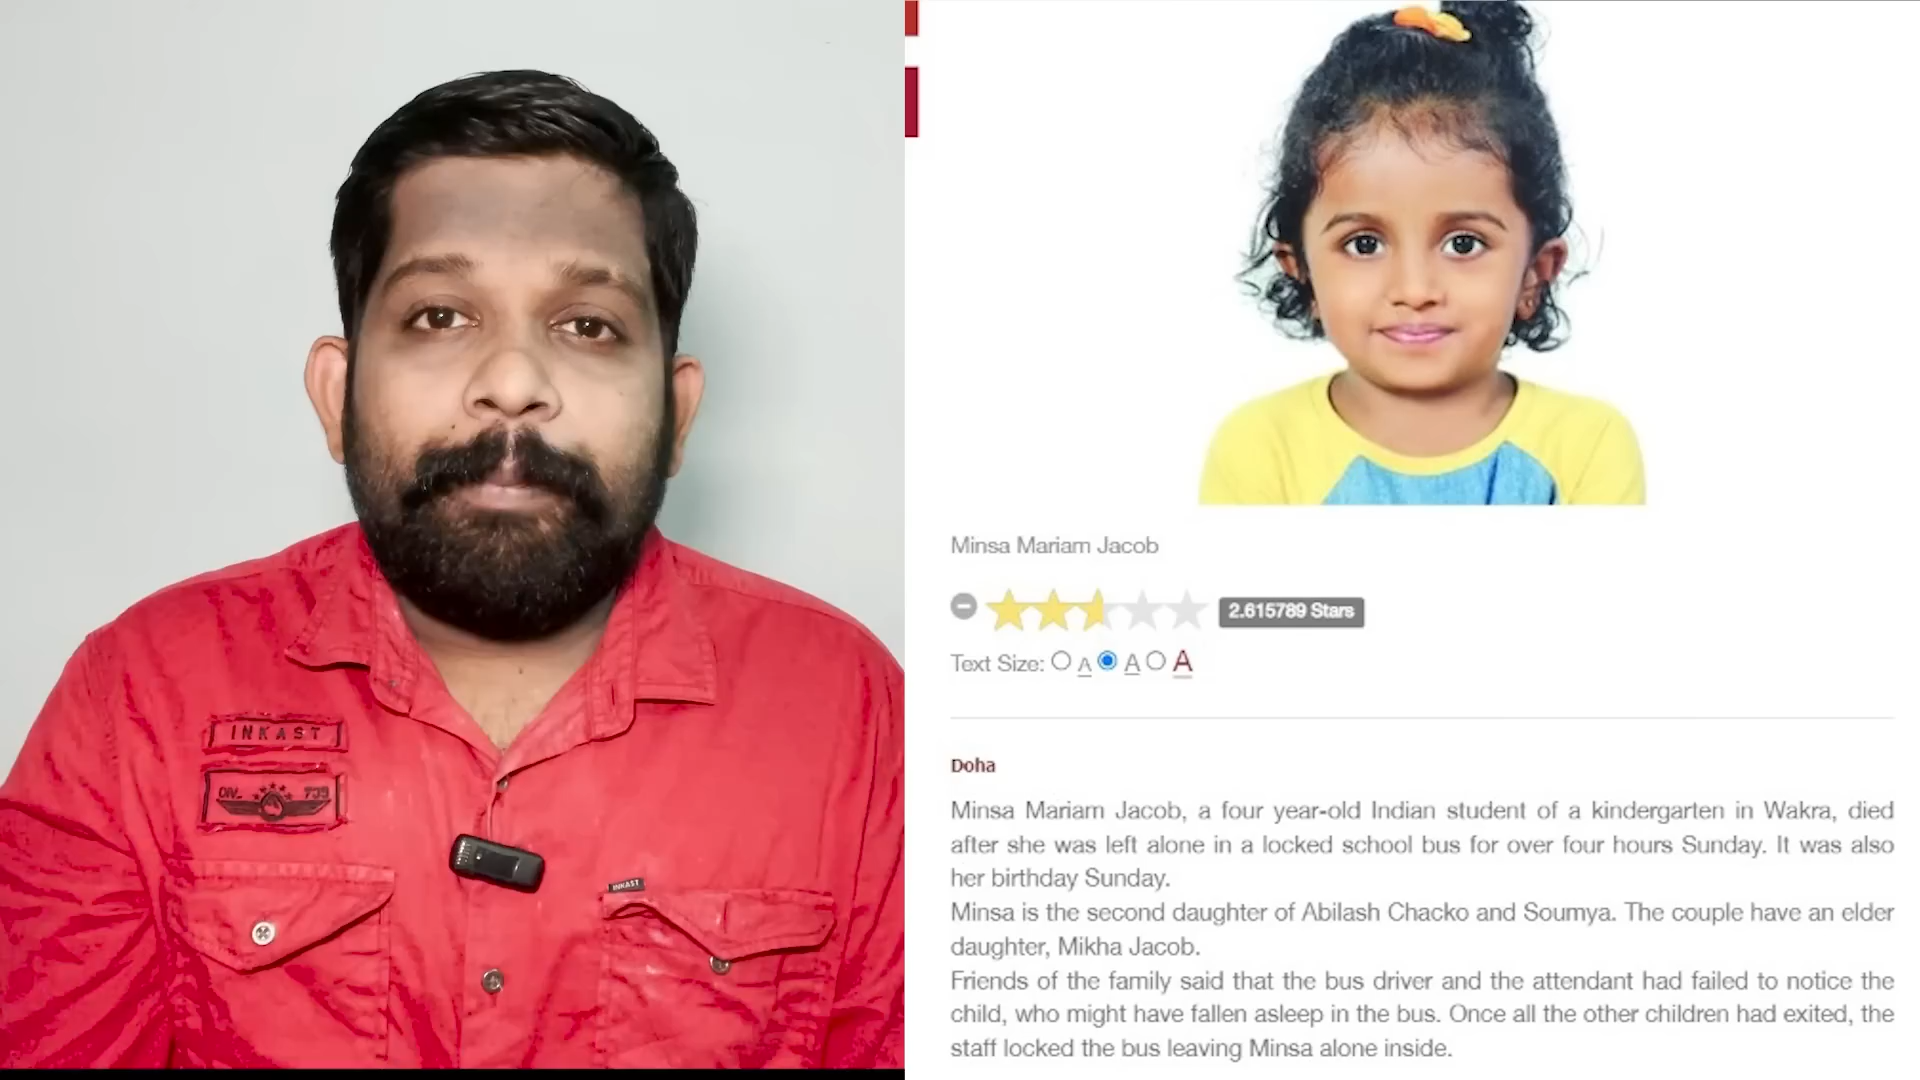 INKAST
DIV. 739
INKAST
Minsa Mariam Jacob
2.615789 Stars
Text Size: A A A
Doha
Minsa Mariam Jacob, a four year-old Indian student of a kindergarten in Wakra, died
after she was left alone in a locked school bus for over four hours Sunday. It was also
her birthday Sunday.
Minsa is the second daughter of Abilash Chacko and Soumya. The couple have an elder
daughter, Mikha Jacob.
Friends of the family said that the bus driver and the attendant had failed to notice the
child, who might have fallen asleep in the bus. Once all the other children had exited, the
staff locked the bus leaving Minsa alone inside.